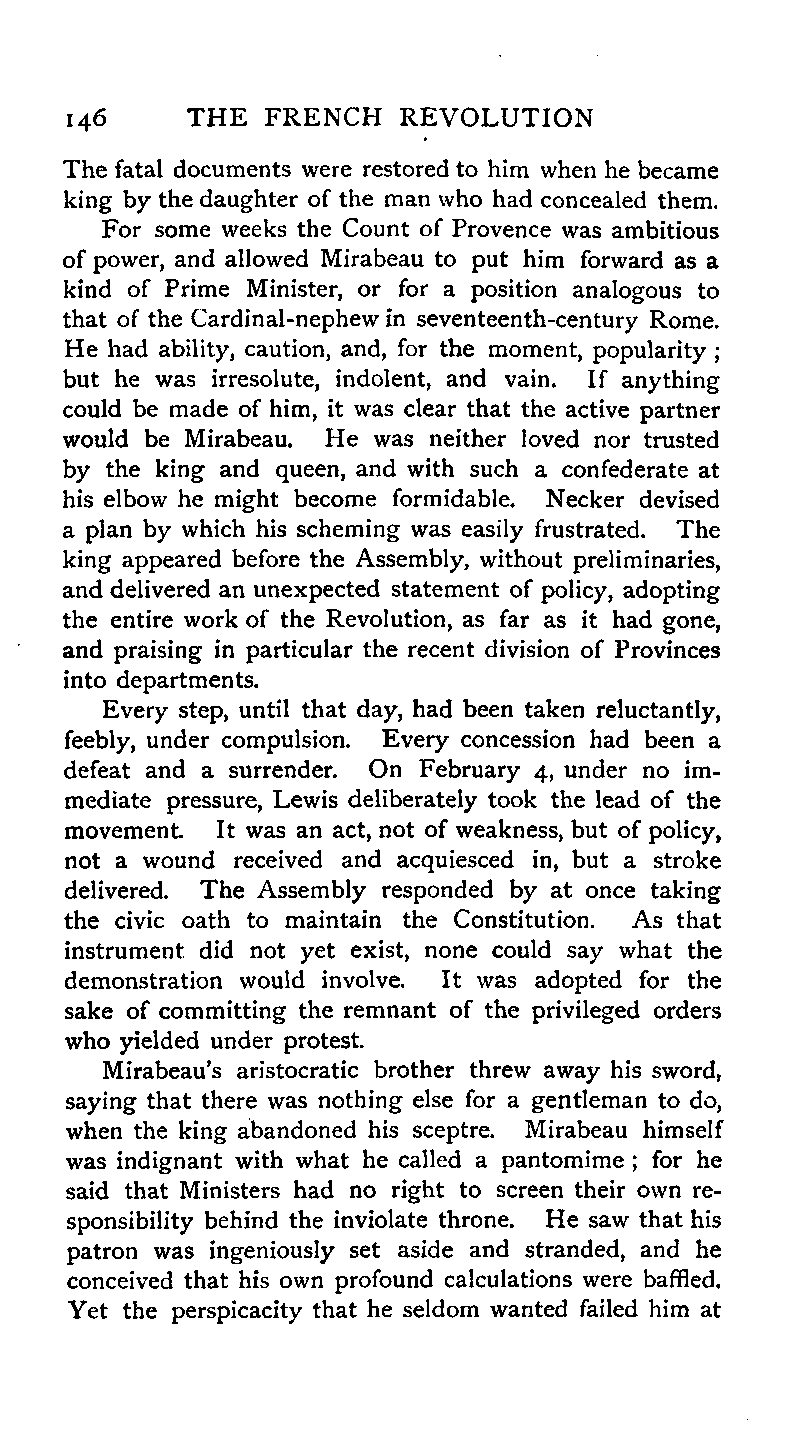 146 THE FRENCH REVOLUTION
The fatal documents were restored to him when he became
king by the daughter of the man who had concealed them.
For some weeks the Count of Provence was ambitious
of power, and allowed Mirabeau to put him forward as a
kind of Prime Minister, or for a position analogous to
that of the Cardinal-nephew in seventeenth-century Rome.
He had ability, caution, and, for the moment, popularity ;
but he was irresolute, indolent, and vain. If anything
could be made of him, it was clear that the active partner
would be Mirabeau. He was neither loved nor trusted
by the king and queen, and with such a confederate at
his elbow he might become formidable. Necker devised
a plan by which his scheming was easily frustrated. The
king appeared before the Assembly, without preliminaries,
and delivered an unexpected statement of policy, adopting
the entire work of the Revolution, as far as it had gone,
and praising in particular the recent division of Provinces
into departments.
Every step, until that day, had been taken reluctantly,
feebly, under compulsion. Every concession had been a
defeat and a surrender. On February 4, under no im-
mediate pressure, Lewis deliberately took the lead of the
movement. It was an act, not of weakness, but of policy,
not a wound received and acquiesced in, but a stroke
delivered. The Assembly responded by at once taking
the civic oath to maintain the Constitution. As that
instrument did not yet exist, none could say what the
demonstration would involve. It was adopted for the
sake of committing the remnant of the privileged orders
who yielded under protest.
Mirabeau's aristocratic brother threw away his sword,
saying that there was nothing else for a gentleman to do,
when the king abandoned his sceptre. Mirabeau himself
was indignant with what he called a pantomime ; for he
said that Ministers had no right to screen their own re-
sponsibility behind the inviolate throne. He saw that his
patron was ingeniously set aside and stranded, and he
conceived that his own profound calculations were baffled.
Yet the perspicacity that he seldom wanted failed him at